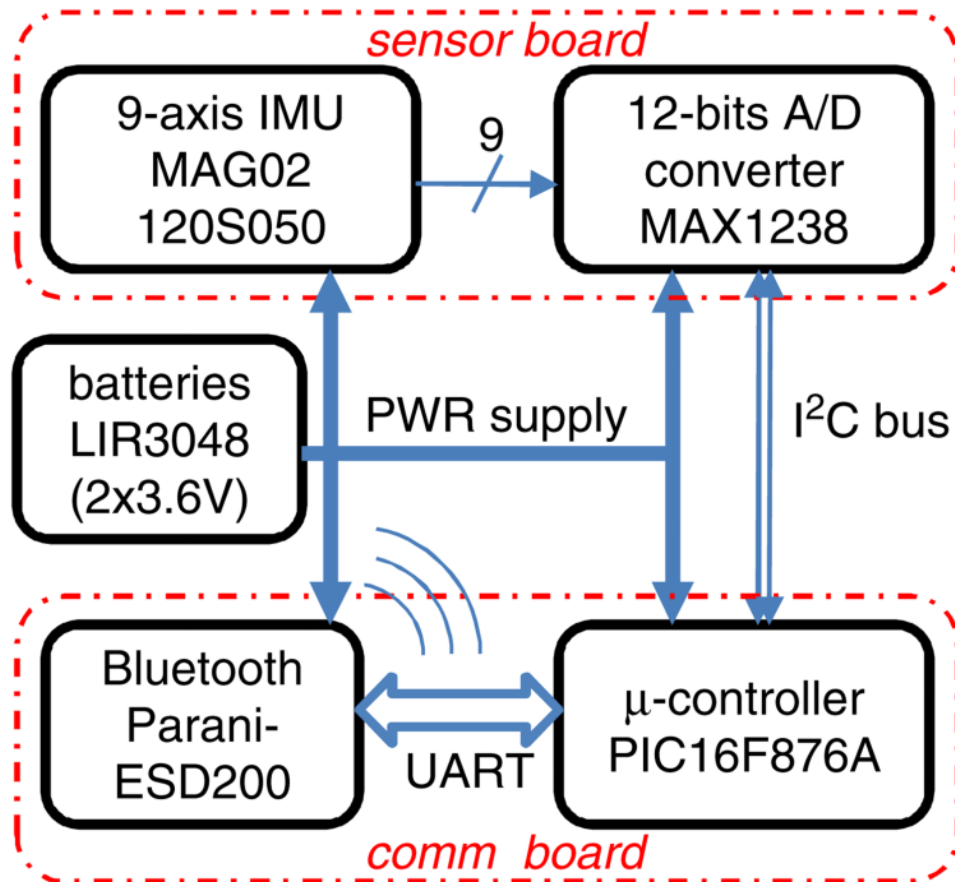 sensor board
9-axis IMU
MAG02
120S050
9
12-bits A/D
converter
MAX1238
batteries
LIR3048
(2x3.6V)
PWR supply
I²C bus
Bluetooth
Parani-
ESD200
UART
μ-controller
PIC16F876A
comm board